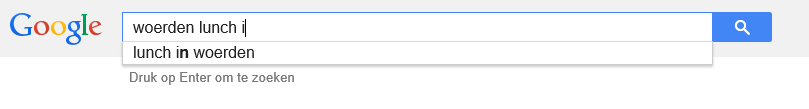 Google woerden lunch i
lunch in woerden
Druk op Enter om te zoeken